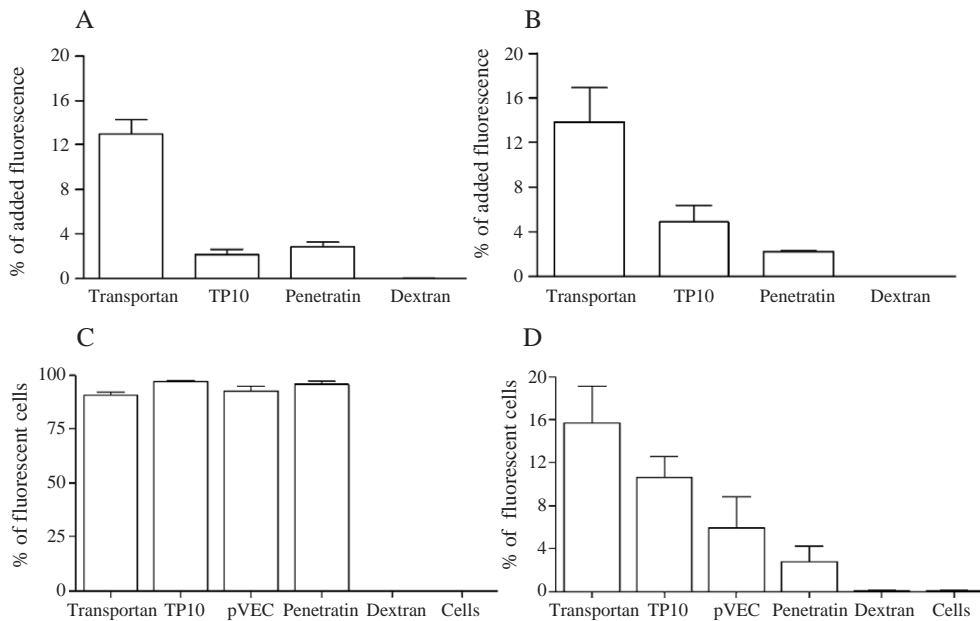 A
% of added fluorescence
20
16
12
8
4
0
Transportan TP10 Penetratin Dextran
B
% of added fluorescence
20
16
12
8
4
0
Transportan TP10 Penetratin Dextran
C
% of fluorescent cells
100
75
50
25
0
Transportan TP10 pVEC Penetratin Dextran Cells
D
% of fluorescent cells
20
16
12
8
4
0
Transportan TP10 pVEC Penetratin Dextran Cells